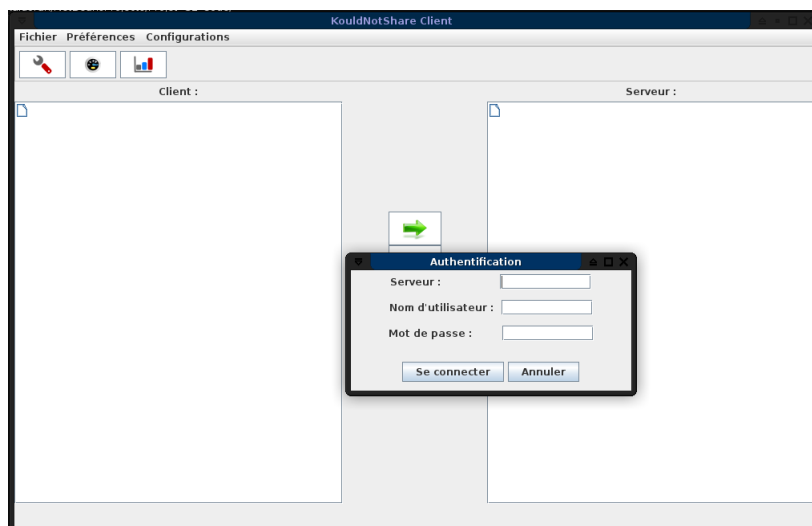 KouldNotShare Client
Fichier Préférences Configurations
Client :
Serveur :
Authentification
Serveur :
Nom d'utilisateur :
Mot de passe :
Se connecter Annuler